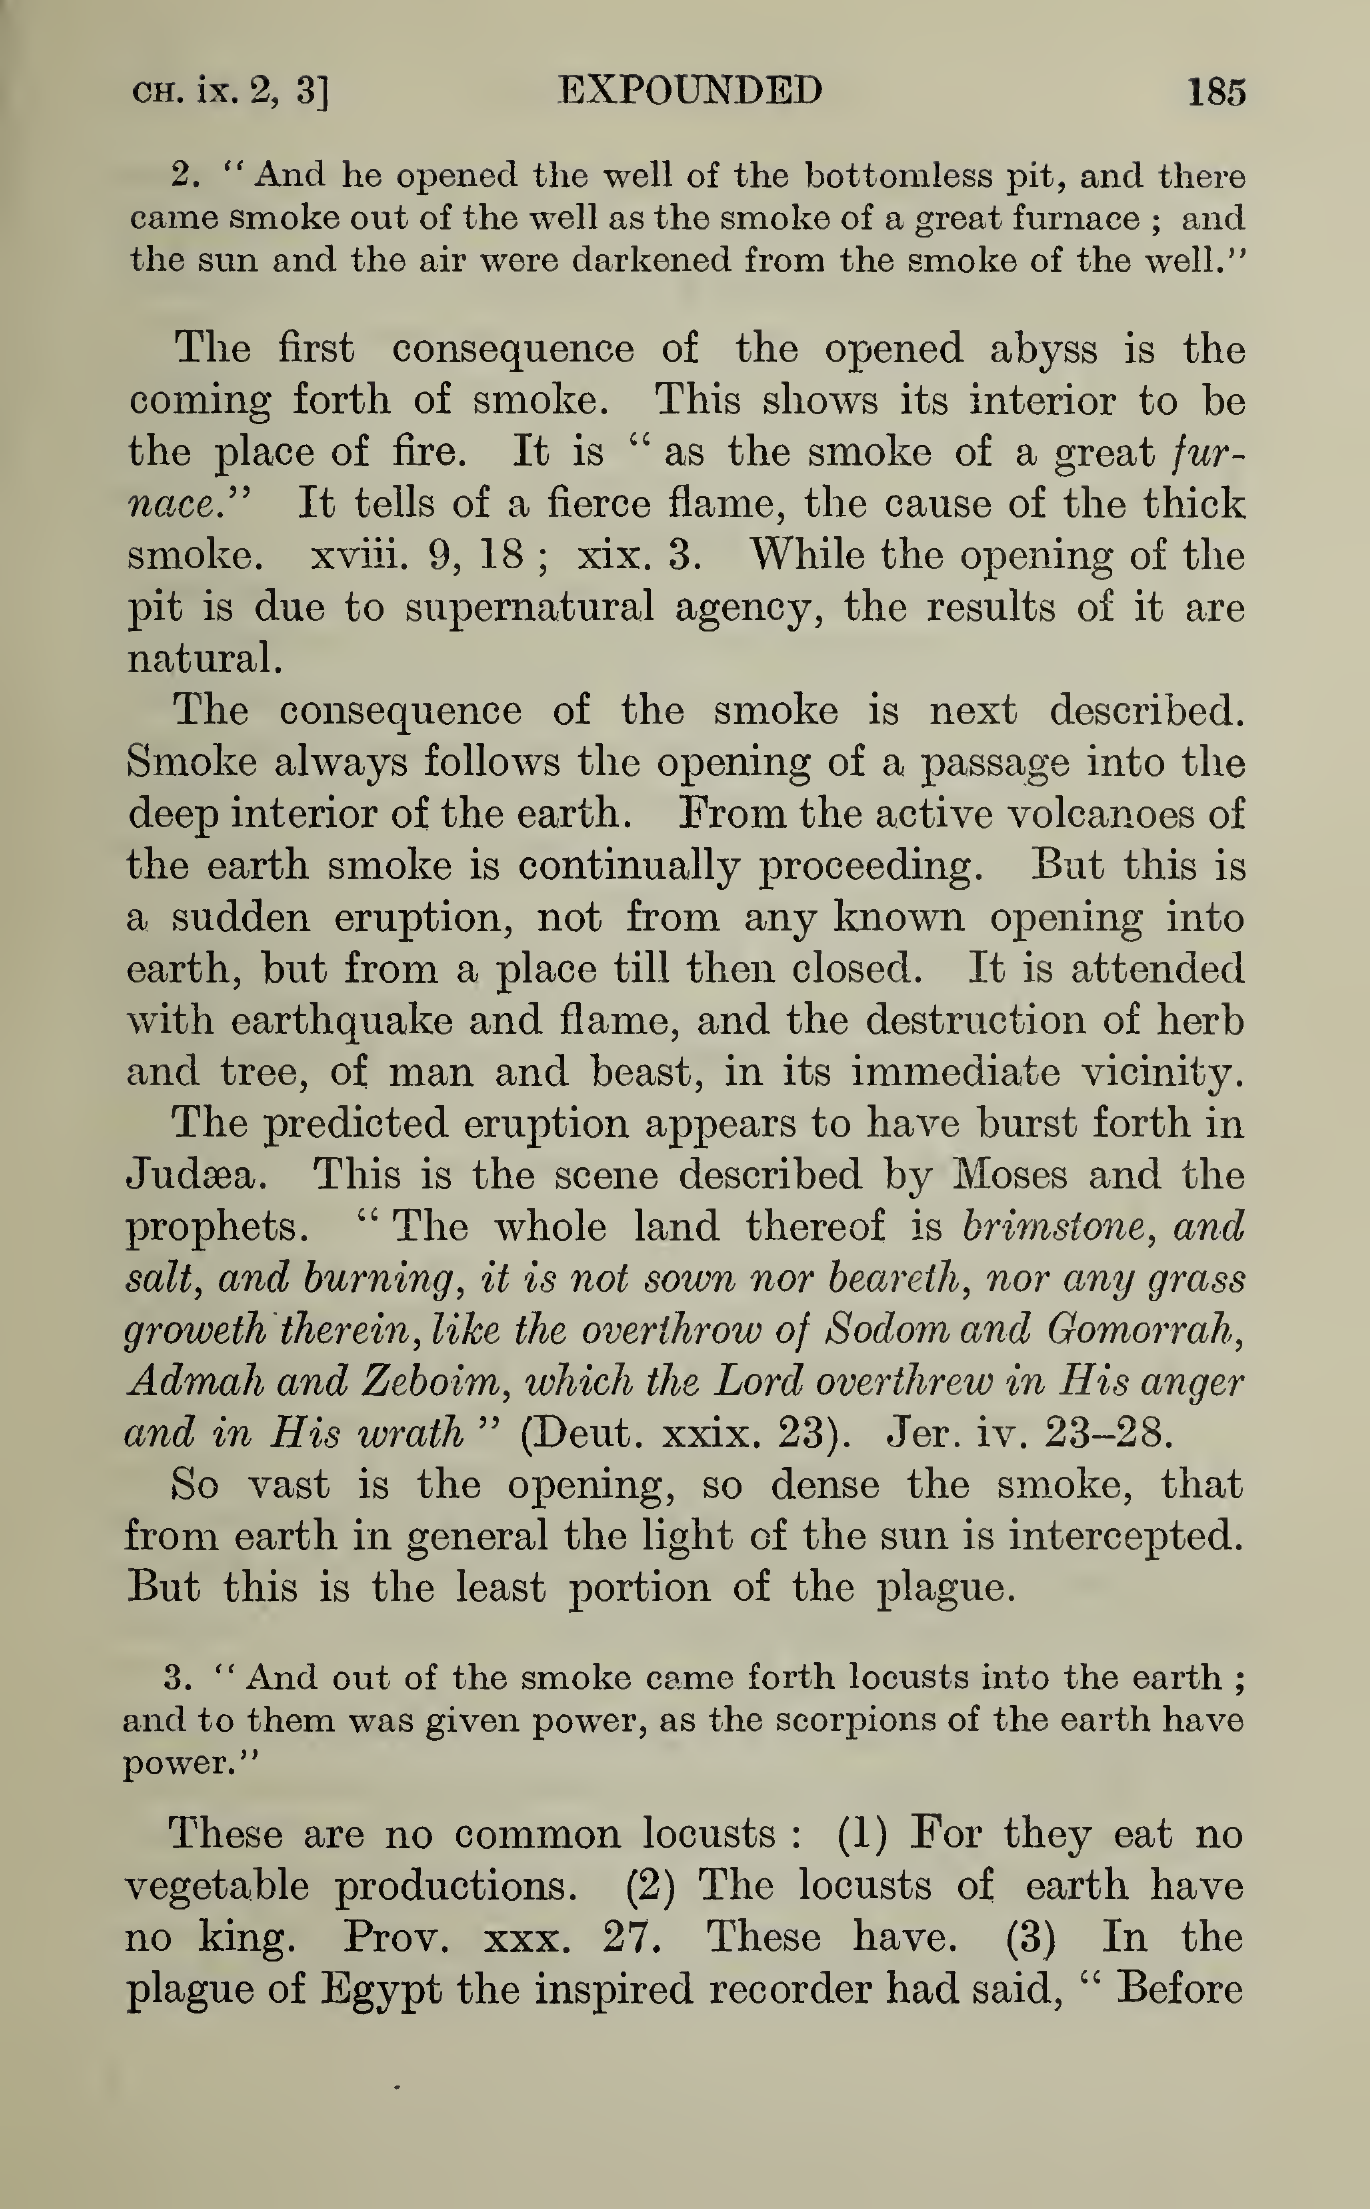 CH. ix. 2, 3] EXPOUNDED 185
2. “And he opened the well of the bottomless pit, and there
came smoke out of the well as the smoke of a great furnace ; and
the sun and the air were darkened from the smoke of the well.”
The first consequence of the opened abyss is the
coming forth of smoke. This shows its interior to be
the place of fire. It is “ as the smoke of a great fur-
nace.” It tells of a fierce flame, the cause of the thick
smoke. xviii. 9, 18 ; xix. 3. While the opening of the
pit is due to supernatural agency, the results of it are
natural.
The consequence of the smoke is next described.
Smoke always follows the opening of a passage into the
deep interior of the earth. From the active volcanoes of
the earth smoke is continually proceeding. But this is
a sudden eruption, not from any known opening into
earth, but from a place till then closed. It is attended
with earthquake and flame, and the destruction of herb
and tree, of man and beast, in its immediate vicinity.
The predicted eruption appears to have burst forth in
Judæa. This is the scene described by Moses and the
prophets. “ The whole land thereof is brimstone, and
salt, and burning, it is not sown nor beareth, nor any grass
groweth therein, like the overthrow of Sodom and Gomorrah,
Admah and Zeboim, which the Lord overthrew in His anger
and in His wrath ” (Deut. xxix. 23). Jer. iv. 23–28.
So vast is the opening, so dense the smoke, that
from earth in general the light of the sun is intercepted.
But this is the least portion of the plague.
3. “ And out of the smoke came forth locusts into the earth ;
and to them was given power, as the scorpions of the earth have
power.”
These are no common locusts : (1) For they eat no
vegetable productions. (2) The locusts of earth have
no king. Prov. xxx. 27. These have. (3) In the
plague of Egypt the inspired recorder had said, “ Before